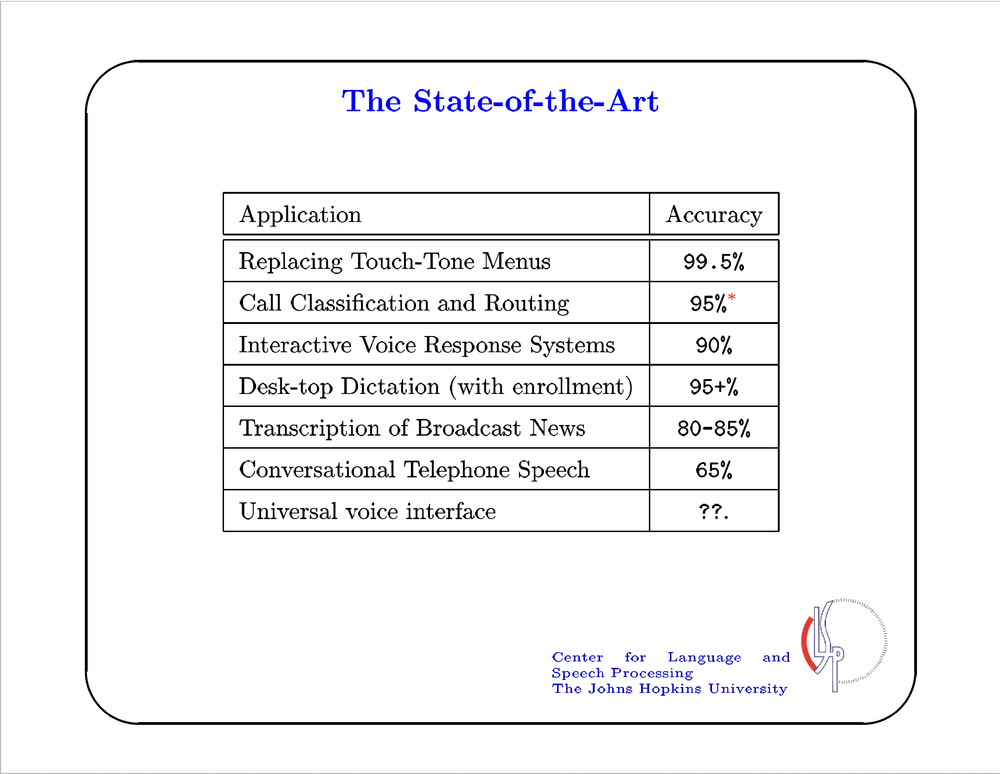 The State-of-the-Art
Application Accuracy
Replacing Touch-Tone Menus 99.5%
Call Classification and Routing 95%*
Interactive Voice Response Systems 90%
Desk-top Dictation (with enrollment) 95+%
Transcription of Broadcast News 80-85%
Conversational Telephone Speech 65%
Universal voice interface ??.
Center for Language and
Speech Processing
The Johns Hopkins University
LSP